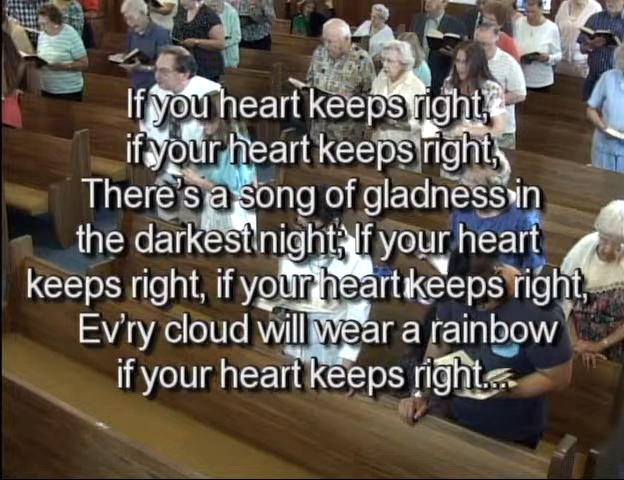 If you heart keeps right,
if your heart keeps right,
There's a song of gladness in
the darkest night; If your heart
keeps right, if your heart keeps right,
Ev'ry cloud will wear a rainbow
if your heart keeps right...